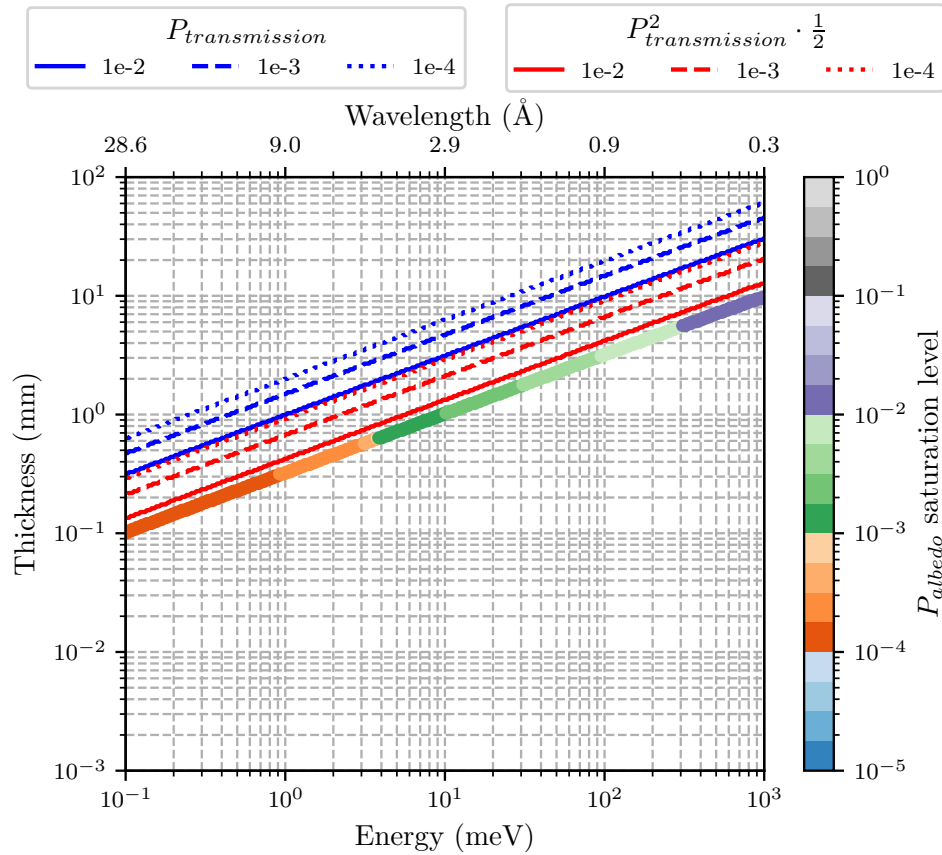 P_transmission
1e-2 1e-3 1e-4
P²_transmission · 1/2
1e-2 1e-3 1e-4
Wavelength (Å)
28.6 9.0 2.9 0.9 0.3
Thickness (mm)
10²
10¹
10⁰
10⁻¹
10⁻²
10⁻³
10⁻¹ 10⁰ 10¹ 10² 10³
Energy (meV)
10⁰
10⁻¹
10⁻²
10⁻³
10⁻⁴
10⁻⁵
P_albedo saturation level